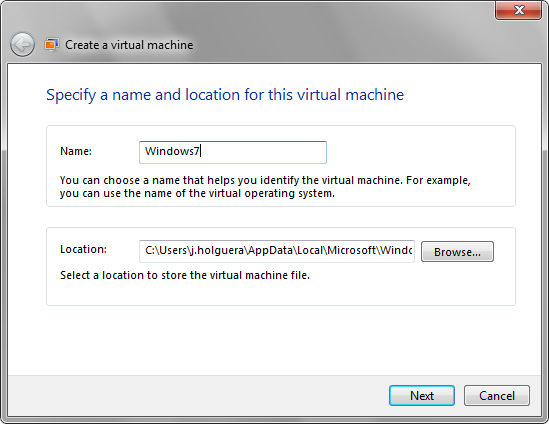 Create a virtual machine
Specify a name and location for this virtual machine
Name: Windows7
You can choose a name that helps you identify the virtual machine. For example,
you can use the name of the virtual operating system.
Location: C:\Users\j.holguera\AppData\Local\Microsoft\Windo Browse...
Select a location to store the virtual machine file.
Next Cancel